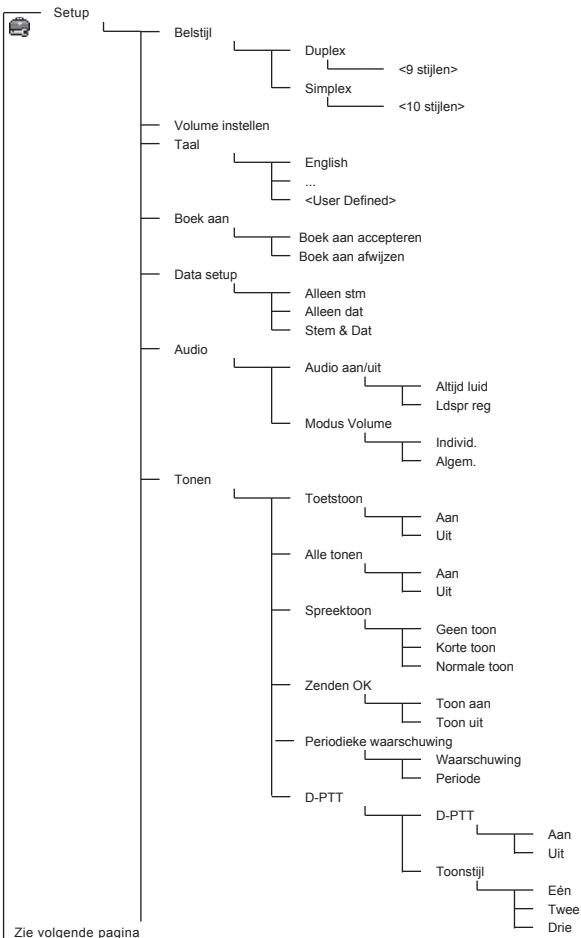 Setup
Belstijl
Duplex
<9 stijlen>
Simplex
<10 stijlen>
Volume instellen
Taal
English
...
<User Defined>
Boek aan
Boek aan accepteren
Boek aan afwijzen
Data setup
Alleen stm
Alleen dat
Stem & Dat
Audio
Audio aan/uit
Altijd luid
Ldspr reg
Modus Volume
Individ.
Algem.
Tonen
Toetstoon
Aan
Uit
Alle tonen
Aan
Uit
Spreektoon
Geen toon
Korte toon
Normale toon
Zenden OK
Toon aan
Toon uit
Periodieke waarschuwing
Waarschuwing
Periode
D-PTT
D-PTT
Aan
Uit
Toonstijl
Eén
Twee
Drie
Zie volgende pagina